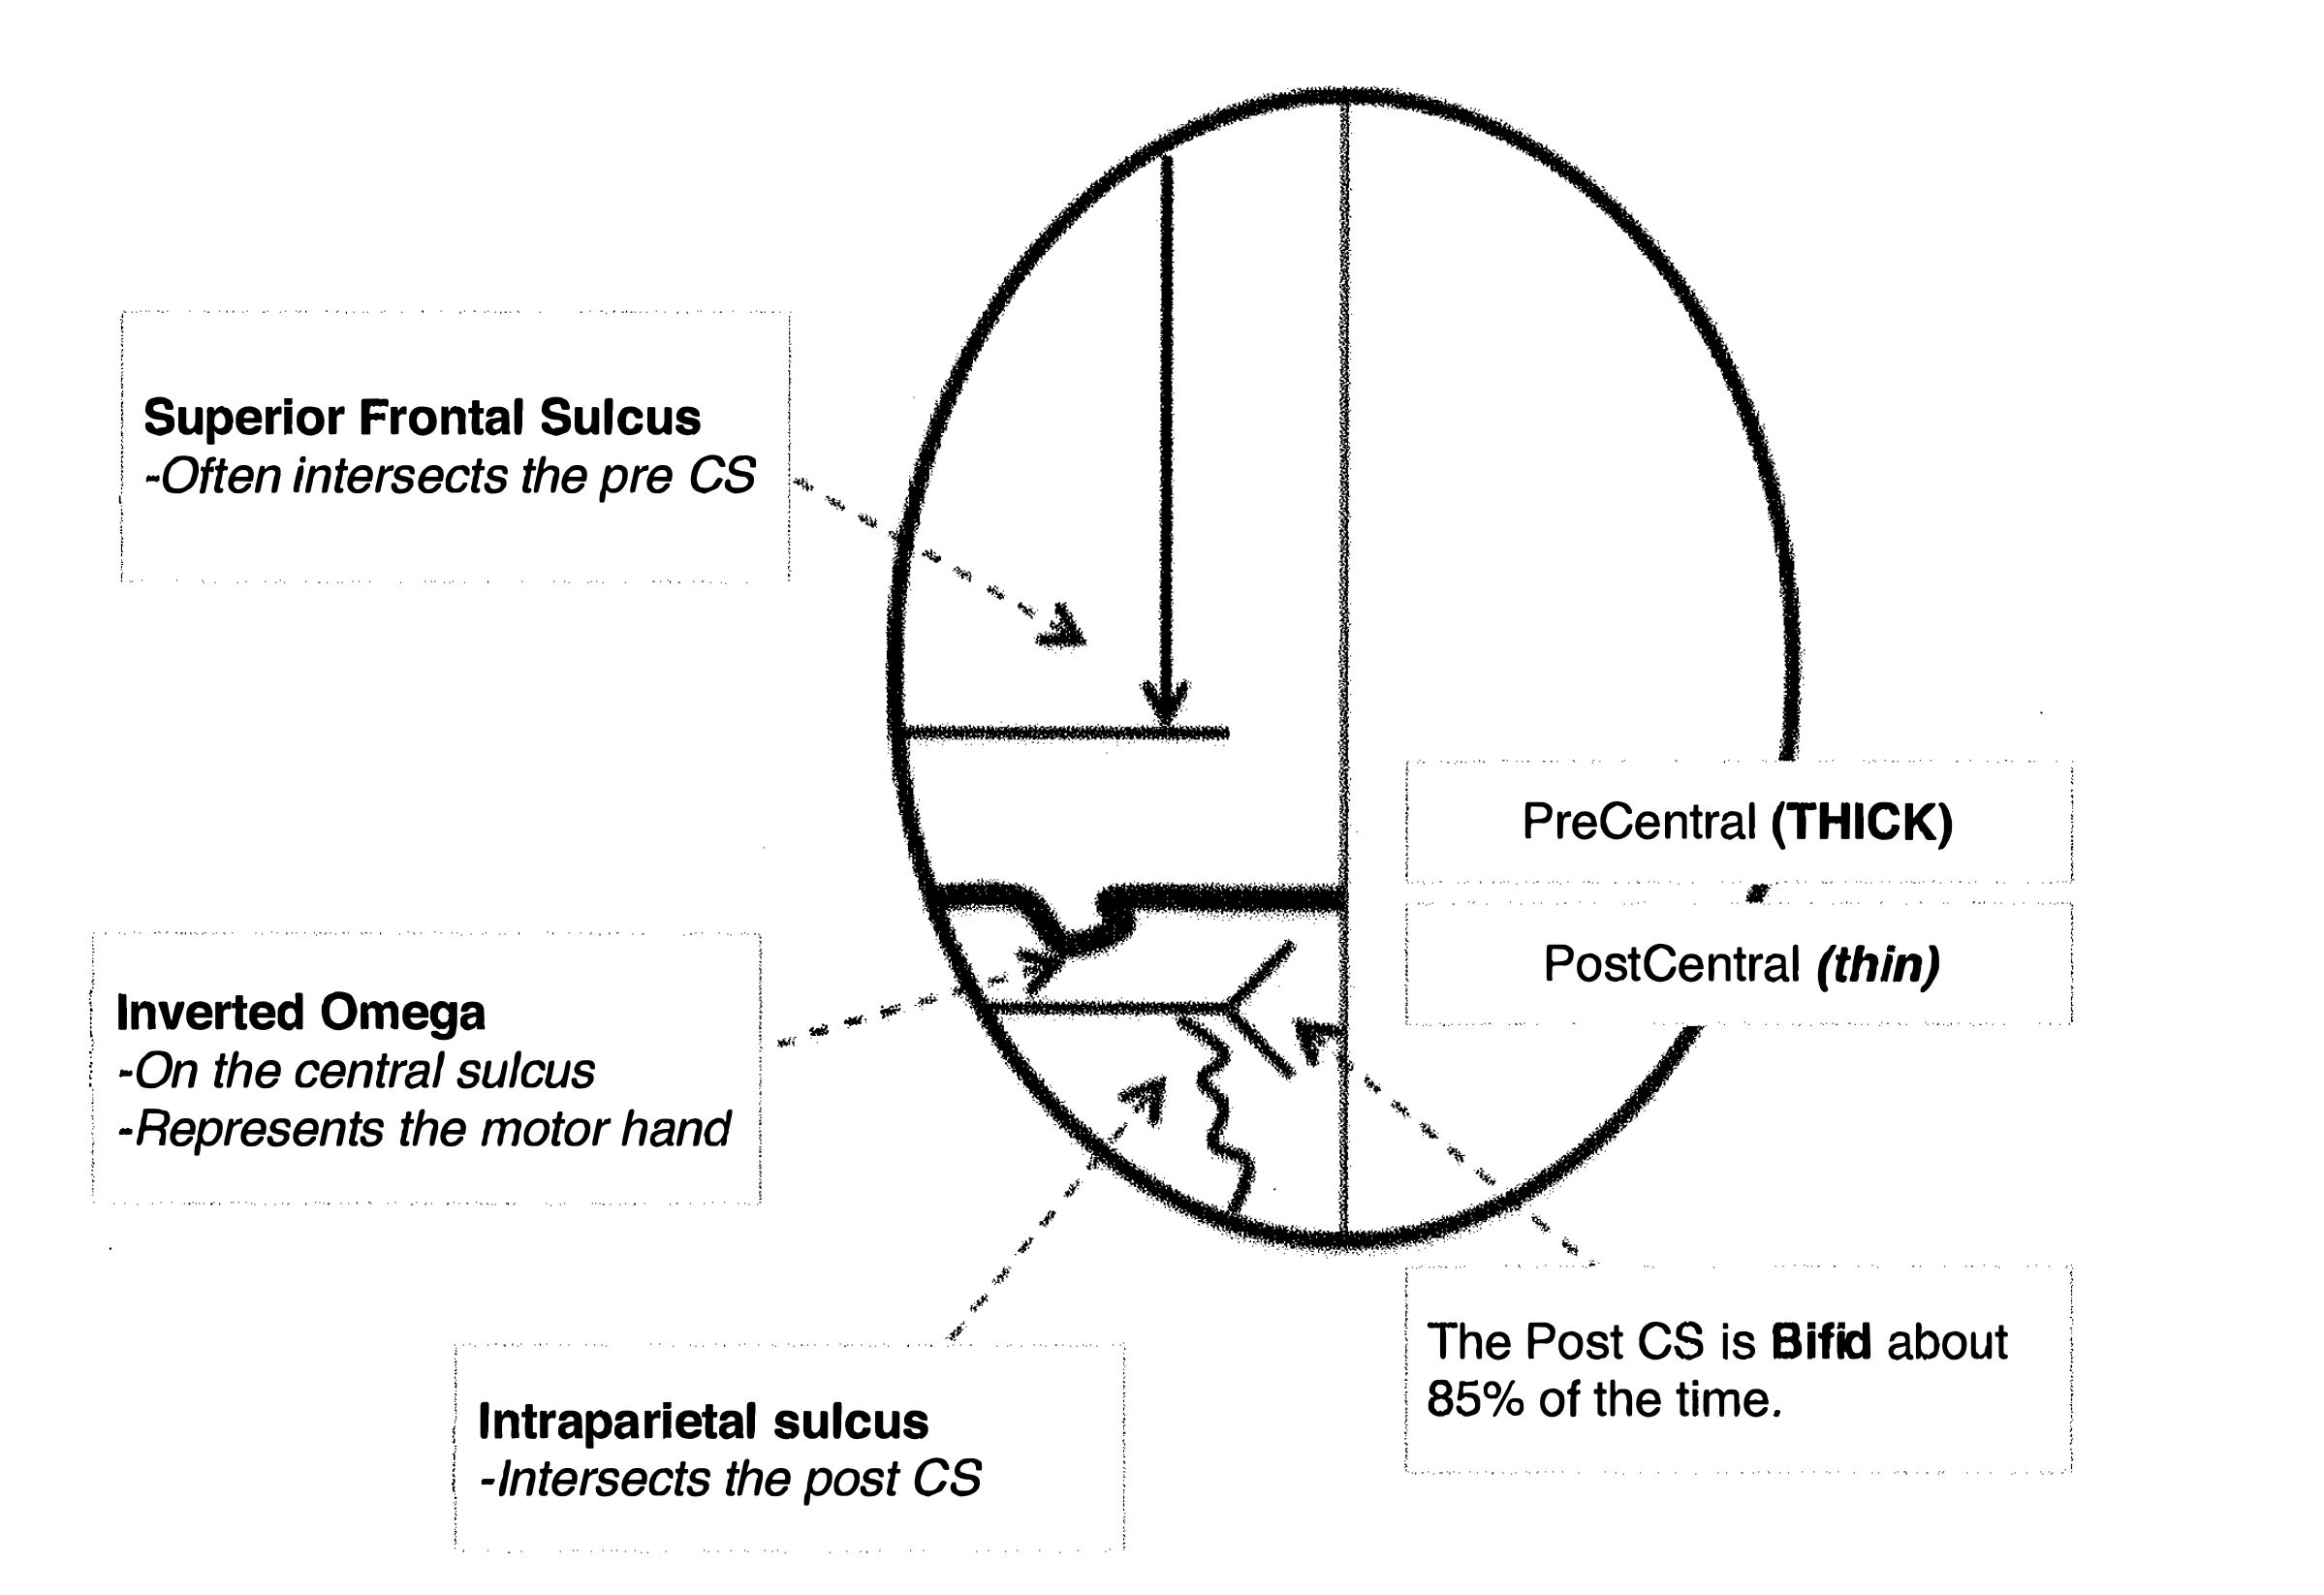 Superior Frontal Sulcus
-Often intersects the pre CS
PreCentral (THICK)
PostCentral (thin)
Inverted Omega
-On the central sulcus
-Represents the motor hand
The Post CS is Bifid about
85% of the time.
Intraparietal sulcus
-Intersects the post CS